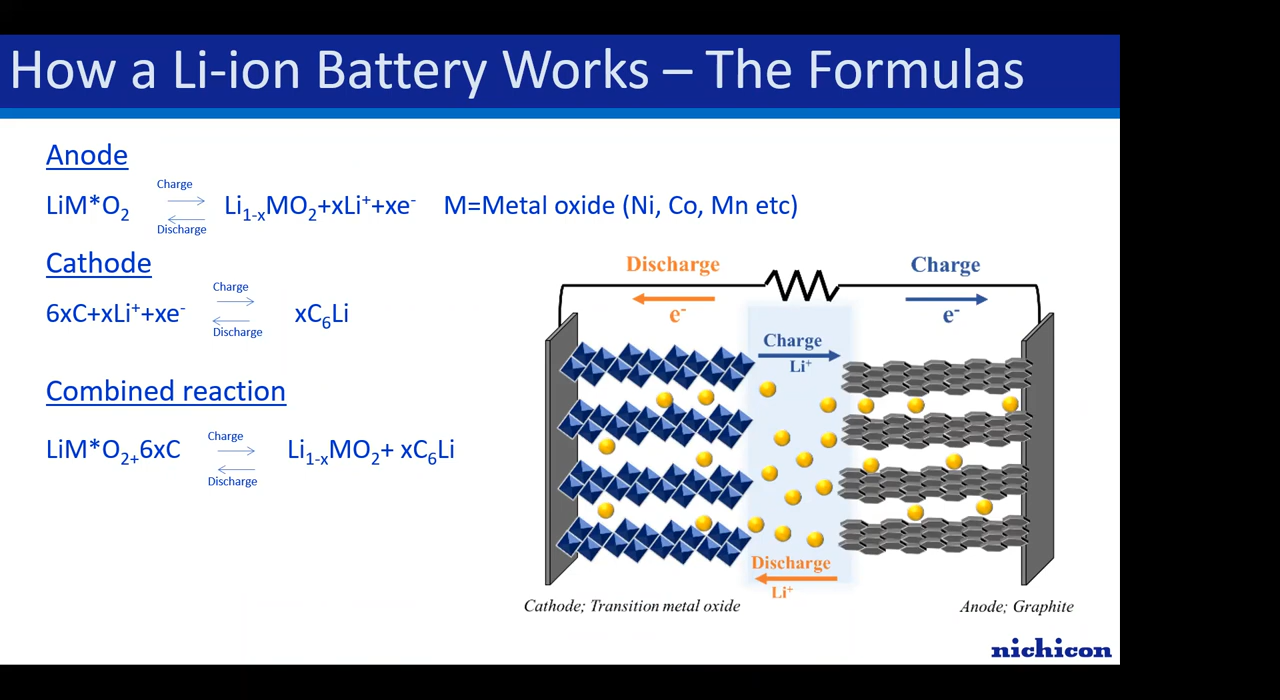 How a Li-ion Battery Works – The Formulas
Anode
Charge
LiM*O₂ Li₁₋ₓMO₂+xLi⁺+xe⁻ M=Metal oxide (Ni, Co, Mn etc)
Discharge
Cathode
Charge
6xC+xLi⁺+xe⁻ xC₆Li
Discharge
Combined reaction
Charge
LiM*O₂₊6xC Li₁₋ₓMO₂+ xC₆Li
Discharge
Discharge
e⁻
Charge
e⁻
Charge
Li⁺
Discharge
Li⁺
Cathode; Transition metal oxide
Anode; Graphite
nichicon